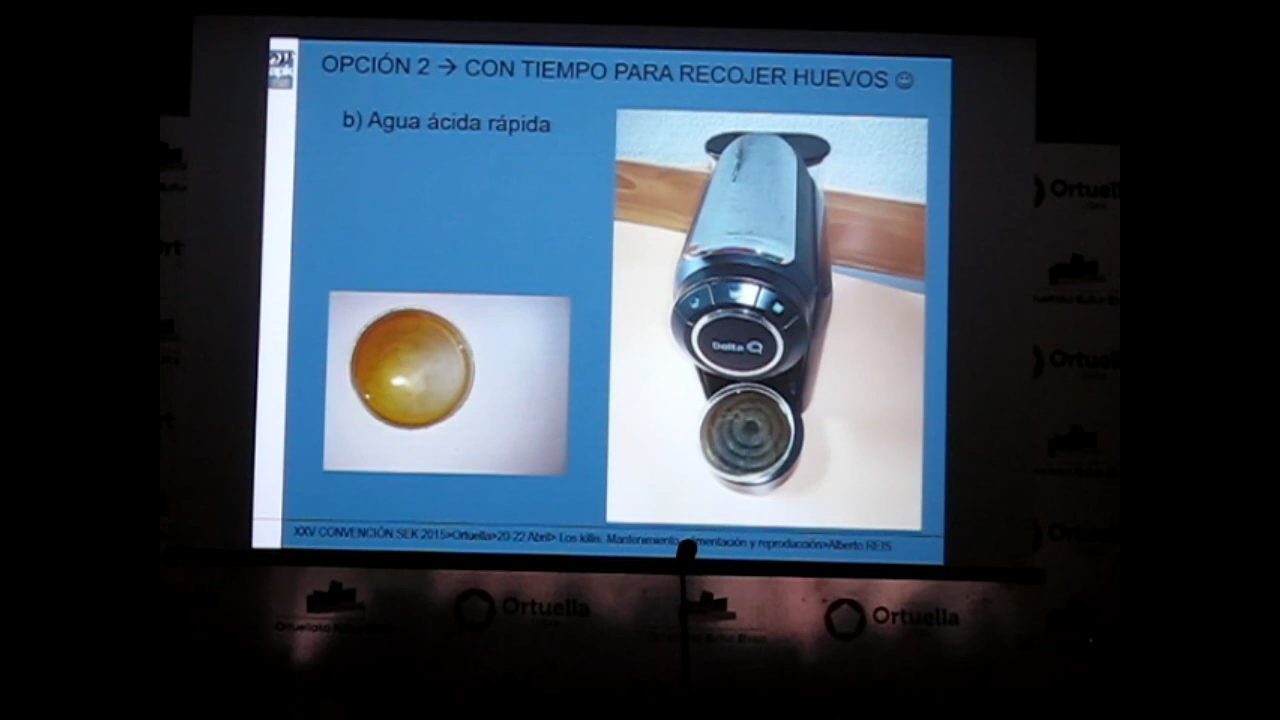 OPCIÓN 2 → CON TIEMPO PARA RECOJER HUEVOS ☺
b) Agua ácida rápida
Delta Q
XXV CONVENCIÓN SEK 2015>Ortuella>20-22 Abril> Los killis: Mantenimiento, alimentación y reproducción>Alberto REIS
Ortuella
Ortuella
Ortuella
Ortuella